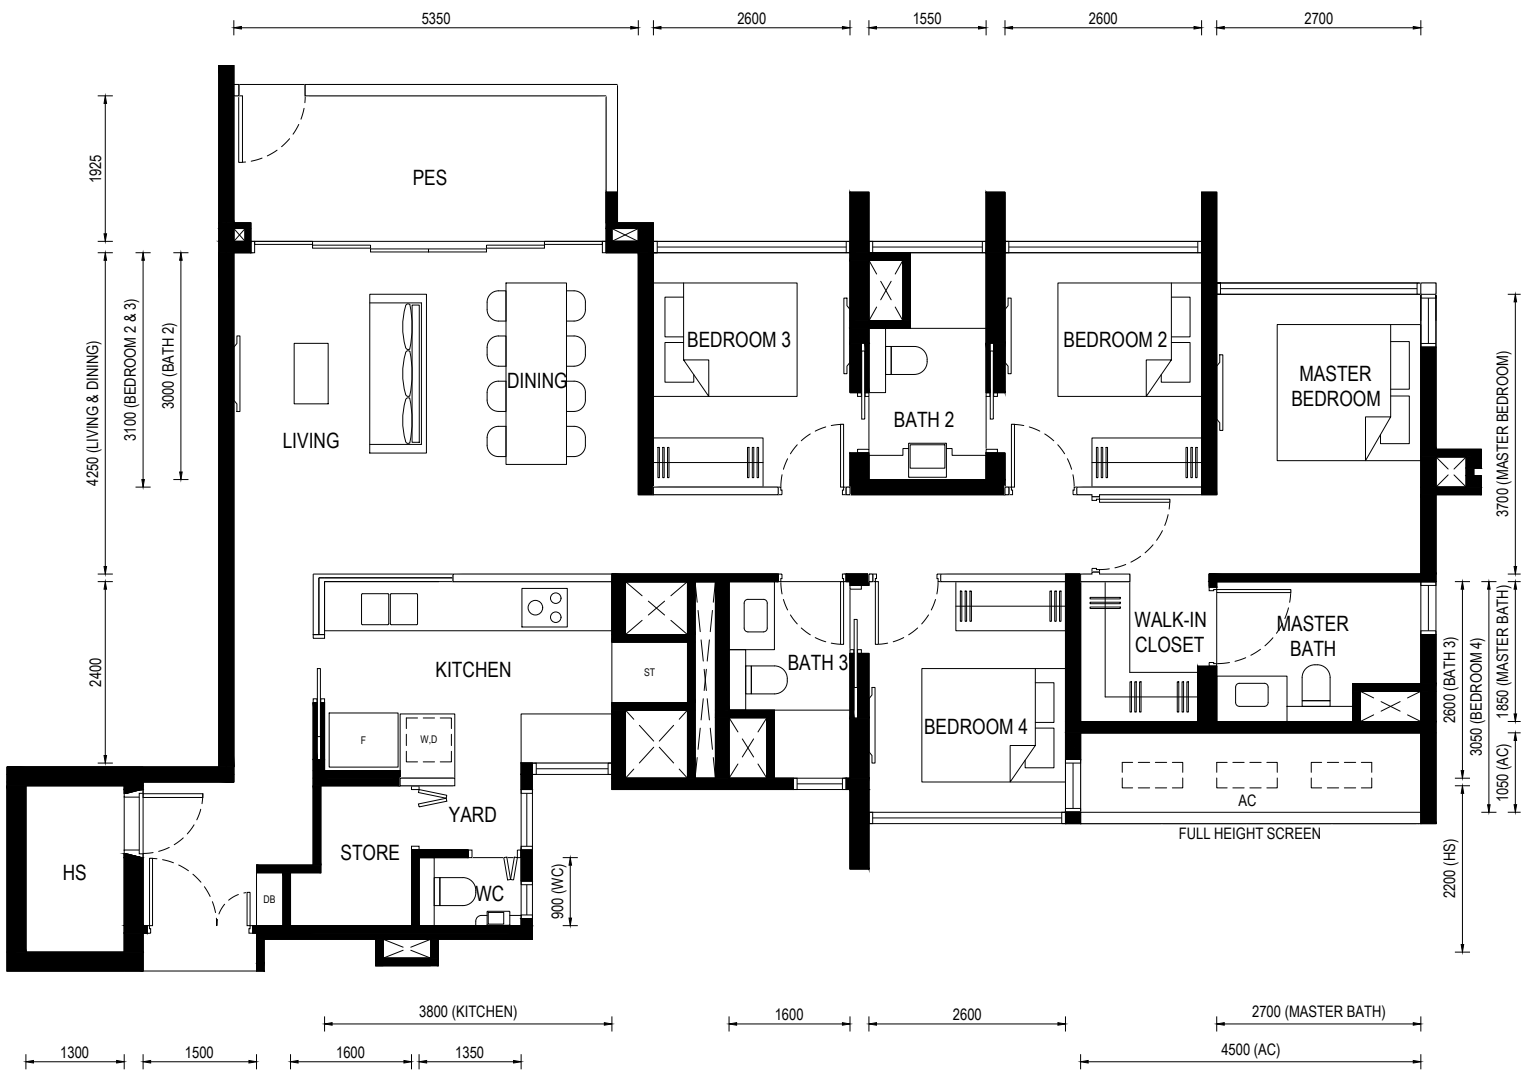 5350
2600
1550
2600
2700
1925
PES
4250 (LIVING & DINING)
3100 (BEDROOM 2 & 3)
3000 (BATH 2)
BEDROOM 3
BEDROOM 2
MASTER
BEDROOM
DINING
LIVING
BATH 2
3700 (MASTER BEDROOM)
2400
KITCHEN
ST
BATH 3
WALK-IN
CLOSET
MASTER
BATH
BEDROOM 4
F
W,D
2600 (BATH 3)
3050 (BEDROOM 4)
1850 (MASTER BATH)
1050 (AC)
AC
FULL HEIGHT SCREEN
YARD
STORE
HS
DB
WC
900 (WC)
2200 (HS)
3800 (KITCHEN)
1600
2600
2700 (MASTER BATH)
1300
1500
1600
1350
4500 (AC)